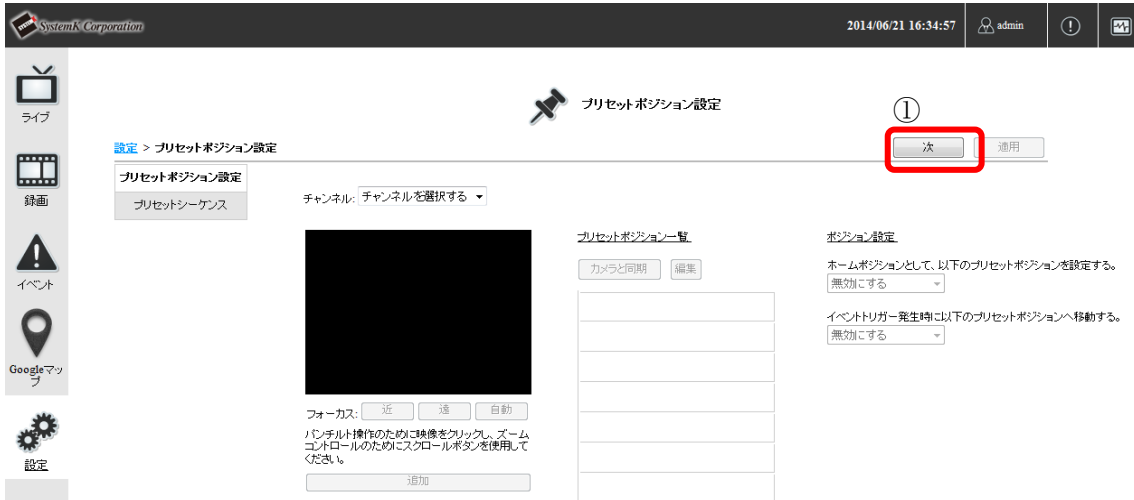 SystemK Corporation
2014/06/21 16:34:57
admin
ライブ
録画
イベント
Googleマッ
プ
設定
プリセットポジション設定
①
設定 > プリセットポジション設定
次
適用
プリセットポジション設定
プリセットシーケンス
チャンネル: チャンネルを選択する
フォーカス: 近 遠 自動
パンチルト操作のために映像をクリックし、ズーム
コントロールのためにスクロールボタンを使用して
ください。
追加
プリセットポジション一覧
カメラと同期 編集
ポジション設定
ホームポジションとして、以下のプリセットポジションを設定する。
無効にする
イベントトリガー発生時に以下のプリセットポジションへ移動する。
無効にする